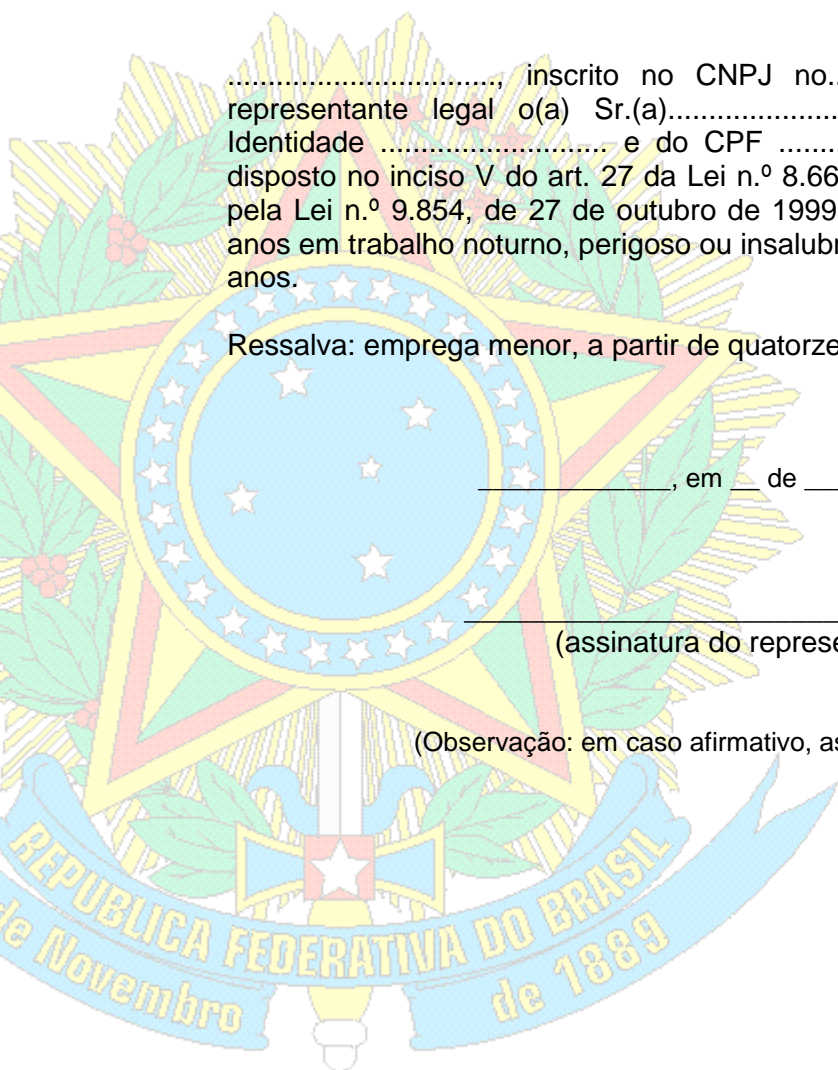 ................................., inscrito no CNPJ no..
representante legal o(a) Sr.(a).....................
Identidade ............................ e do CPF .......
disposto no inciso V do art. 27 da Lei n.º 8.66
pela Lei n.º 9.854, de 27 de outubro de 1999
anos em trabalho noturno, perigoso ou insalubr
anos.
Ressalva: emprega menor, a partir de quatorze
______________, em __ de ___
___________________________
(assinatura do represe
(Observação: em caso afirmativo, as
REPUBLICA FEDERATIVA DO BRASIL
de Novembro
de 1889